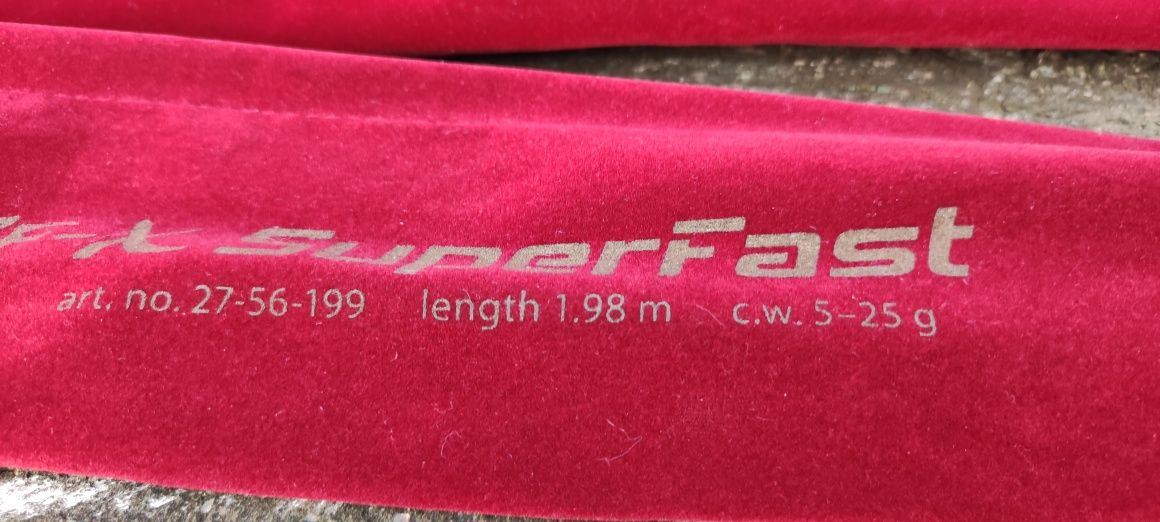 SuperFast
art. no. 27-56-199 length 1.98 m c.w. 5–25 g